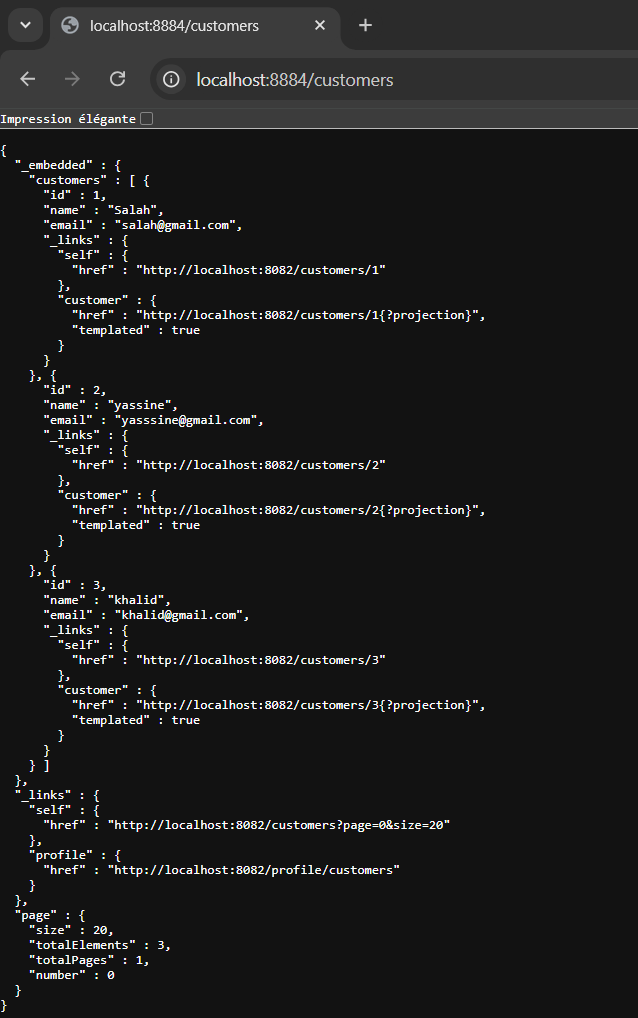 localhost:8884/customers
localhost:8884/customers
Impression élégante
{
  "_embedded" : {
    "customers" : [ {
      "id" : 1,
      "name" : "Salah",
      "email" : "salah@gmail.com",
      "_links" : {
        "self" : {
          "href" : "http://localhost:8082/customers/1"
        },
        "customer" : {
          "href" : "http://localhost:8082/customers/1{?projection}",
          "templated" : true
        }
      }
    }, {
      "id" : 2,
      "name" : "yassine",
      "email" : "yasssine@gmail.com",
      "_links" : {
        "self" : {
          "href" : "http://localhost:8082/customers/2"
        },
        "customer" : {
          "href" : "http://localhost:8082/customers/2{?projection}",
          "templated" : true
        }
      }
    }, {
      "id" : 3,
      "name" : "khalid",
      "email" : "khalid@gmail.com",
      "_links" : {
        "self" : {
          "href" : "http://localhost:8082/customers/3"
        },
        "customer" : {
          "href" : "http://localhost:8082/customers/3{?projection}",
          "templated" : true
        }
      }
    } ]
  },
  "_links" : {
    "self" : {
      "href" : "http://localhost:8082/customers?page=0&size=20"
    },
    "profile" : {
      "href" : "http://localhost:8082/profile/customers"
    }
  },
  "page" : {
    "size" : 20,
    "totalElements" : 3,
    "totalPages" : 1,
    "number" : 0
  }
}